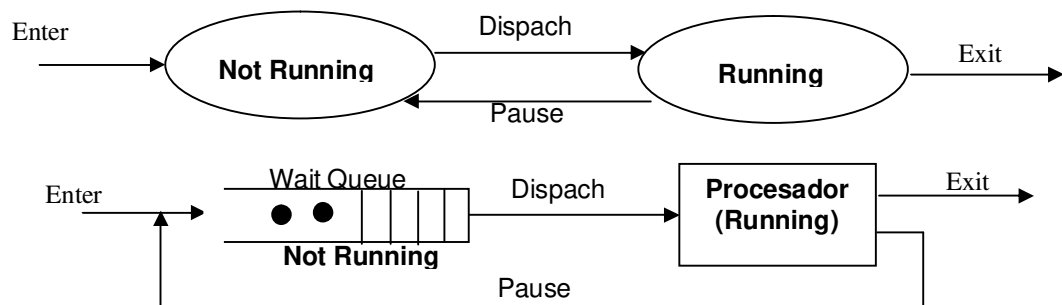 Enter
Dispach
Not Running
Running
Exit
Pause
Enter
Wait Queue
Dispach
Procesador
(Running)
Exit
Not Running
Pause